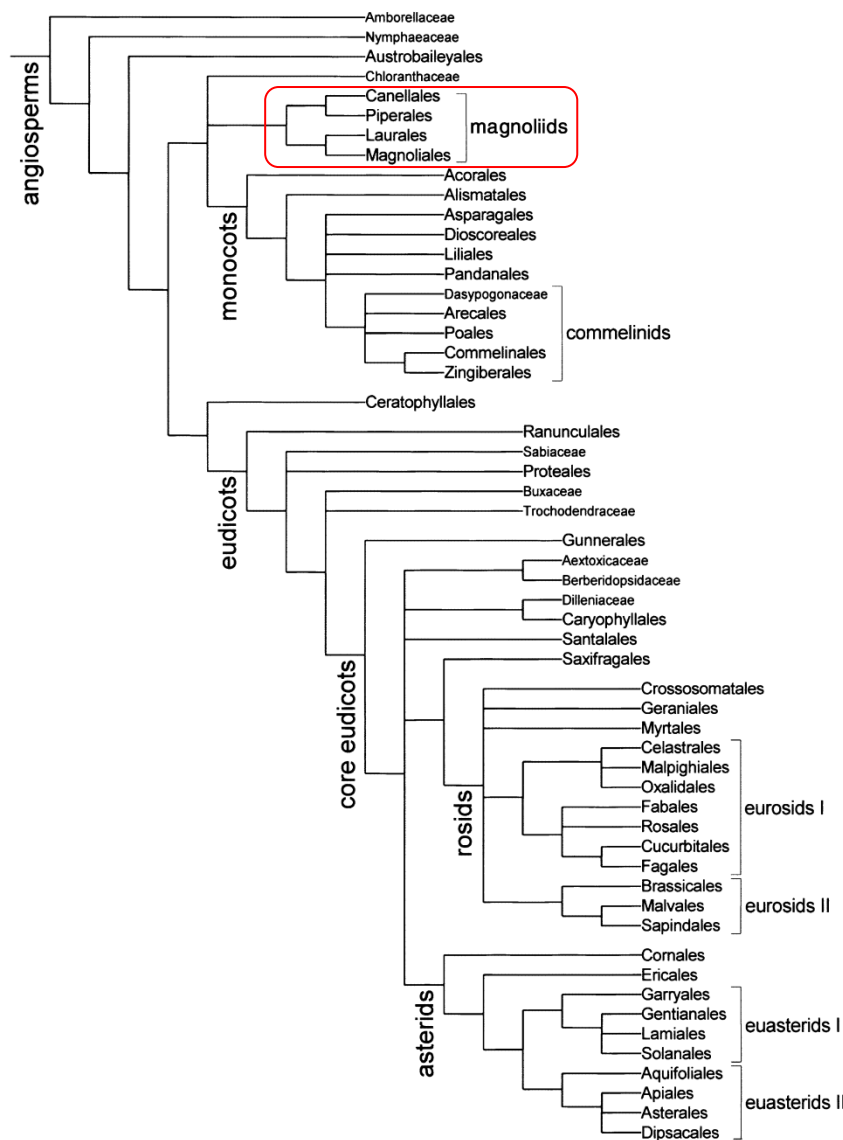 Amborellaceae
Nymphaeaceae
Austrobaileyales
Chloranthaceae
Canellales
Piperales
Laurales
Magnoliales
magnoliids
angiosperms
Acorales
Alismatales
Asparagales
Dioscoreales
Liliales
Pandanales
monocots
Dasypogonaceae
Arecales
Poales
Commelinales
Zingiberales
commelinids
Ceratophyllales
Ranunculales
Sabiaceae
Proteales
Buxaceae
Trochodendraceae
eudicots
Gunnerales
Aextoxicaceae
Berberidopsidaceae
Dilleniaceae
Caryophyllales
Santalales
Saxifragales
core eudicots
Crossosomatales
Geraniales
Myrtales
Celastrales
Malpighiales
Oxalidales
Fabales
Rosales
Cucurbitales
Fagales
eurosids I
rosids
Brassicales
Malvales
Sapindales
eurosids II
Cornales
Ericales
Garryales
Gentianales
Lamiales
Solanales
euasterids I
asterids
Aquifoliales
Apiales
Asterales
Dipsacales
euasterids II